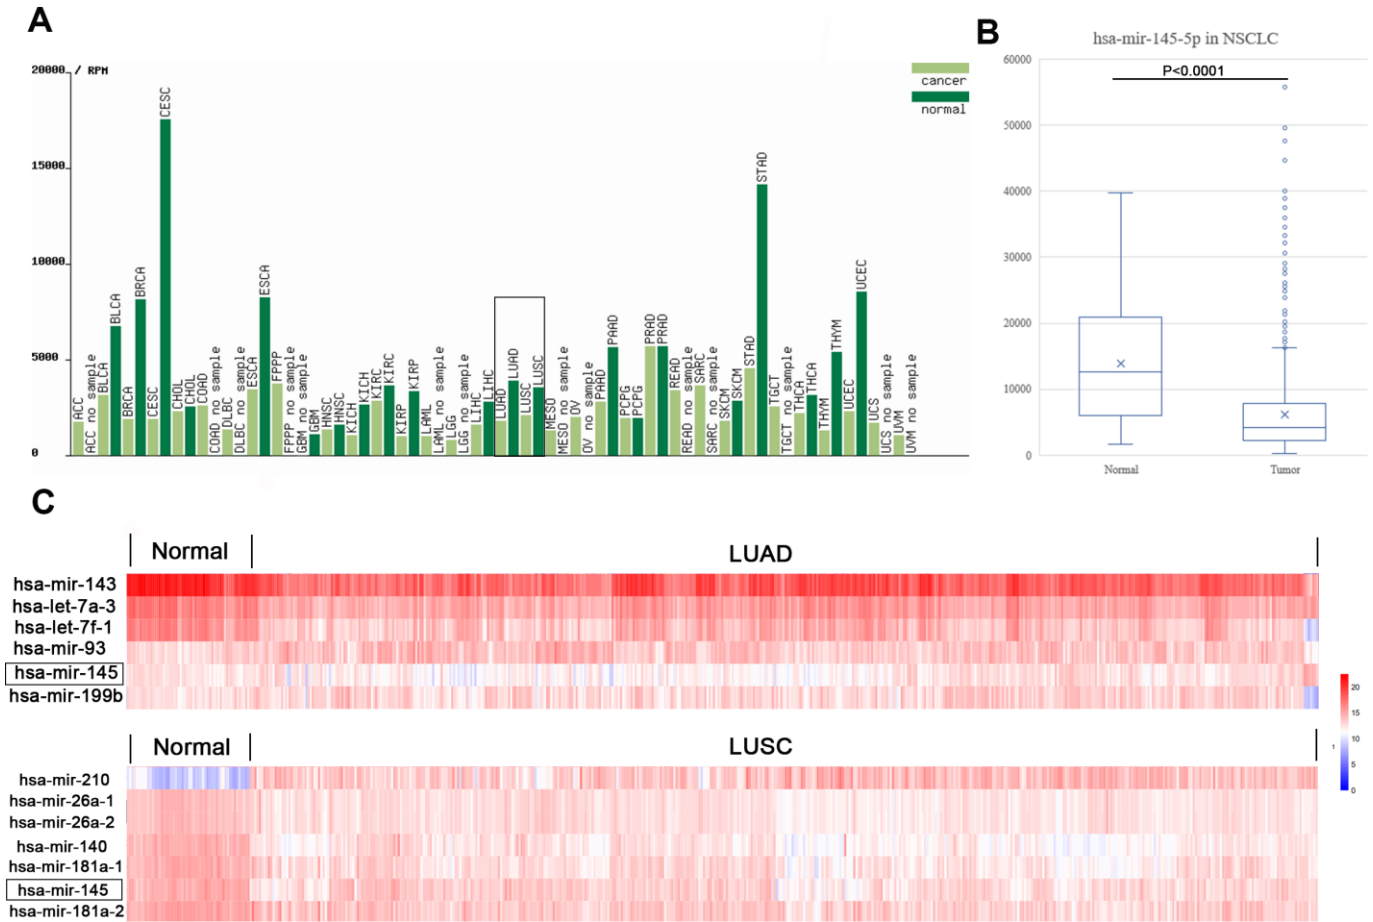 A
20000 / RPM
15000
10000
5000
0
cancer
normal
ACC
ACC no sample
BLCA
BLCA
BRCA
BRCA
CESC
CESC
CHOL
CHOL
COAD
COAD no sample
DLBC
DLBC no sample
ESCA
ESCA
FPPP
FPPP no sample
GBM no sample
GBM
HNSC
HNSC
KICH
KICH
KIRC
KIRC
KIRP
KIRP
LAML
LAML no sample
LGG
LGG no sample
LIHC
LIHC
LUAD
LUAD
LUSC
LUSC
MESO
MESO no sample
OV
OV no sample
PAAD
PAAD
PCPG
PCPG
PRAD
PRAD
READ
READ no sample
SARC
SARC no sample
SKCM
SKCM
STAD
STAD
TGCT
TGCT no sample
THCA
THCA
THYM
THYM
UCEC
UCEC
UCS
UCS no sample
UVM
UVM no sample
B
hsa-mir-145-5p in NSCLC
P<0.0001
60000
50000
40000
30000
20000
10000
0
Normal
Tumor
C
Normal
LUAD
hsa-mir-143
hsa-let-7a-3
hsa-let-7f-1
hsa-mir-93
hsa-mir-145
hsa-mir-199b
Normal
LUSC
hsa-mir-210
hsa-mir-26a-1
hsa-mir-26a-2
hsa-mir-140
hsa-mir-181a-1
hsa-mir-145
hsa-mir-181a-2
20
15
10
1
5
0